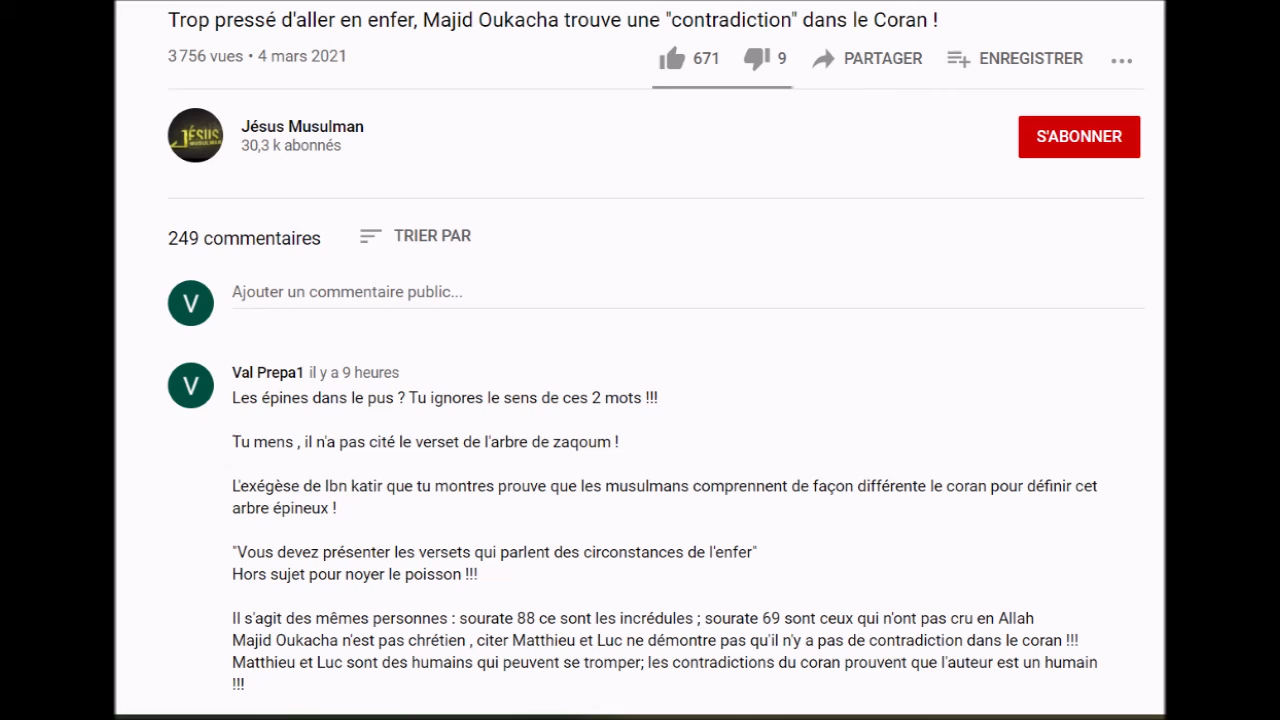 Trop pressé d'aller en enfer, Majid Oukacha trouve une "contradiction" dans le Coran !
3 756 vues • 4 mars 2021
671
9
PARTAGER
ENREGISTRER
JÉSUS
MUSULMAN
Jésus Musulman
30,3 k abonnés
S'ABONNER
249 commentaires
TRIER PAR
V
Ajouter un commentaire public...
V
Val Prepa1 il y a 9 heures
Les épines dans le pus ? Tu ignores le sens de ces 2 mots !!!
Tu mens , il n'a pas cité le verset de l'arbre de zaqoum !
L'exégèse de Ibn katir que tu montres prouve que les musulmans comprennent de façon différente le coran pour définir cet
arbre épineux !
"Vous devez présenter les versets qui parlent des circonstances de l'enfer"
Hors sujet pour noyer le poisson !!!
Il s'agit des mêmes personnes : sourate 88 ce sont les incrédules ; sourate 69 sont ceux qui n'ont pas cru en Allah
Majid Oukacha n'est pas chrétien , citer Matthieu et Luc ne démontre pas qu'il n'y a pas de contradiction dans le coran !!!
Matthieu et Luc sont des humains qui peuvent se tromper; les contradictions du coran prouvent que l'auteur est un humain
!!!